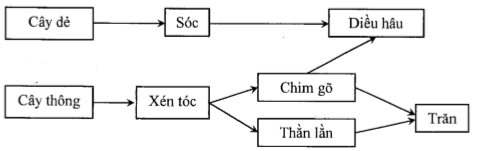 Cây dẻ Sóc Diều hâu
Cây thông Xén tóc Chim gõ
Trăn
Thằn lằn